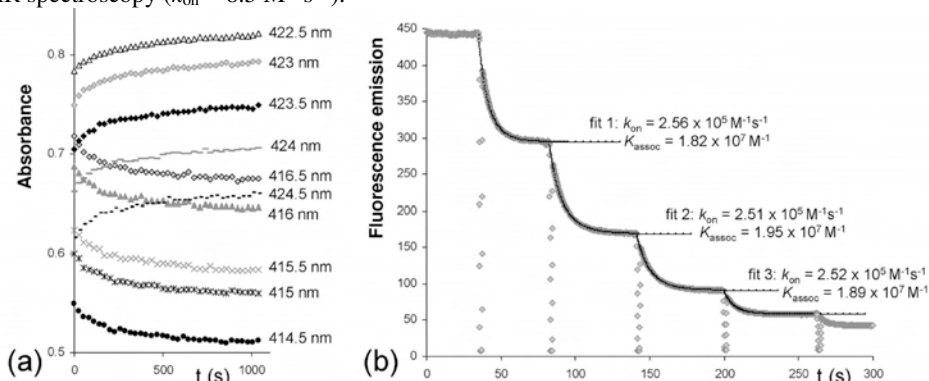 IR spectroscopy (kon = 6.3 M⁻¹s⁻¹).
(a)
Absorbance
0.8
0.7
0.6
0.5
422.5 nm
423 nm
423.5 nm
424 nm
416.5 nm
424.5 nm
416 nm
415.5 nm
415 nm
414.5 nm
0
500
1000
t (s)
(b)
Fluorescence emission
450
400
350
300
250
200
150
100
50
0
fit 1: kon = 2.56 x 10⁵ M⁻¹s⁻¹
Kassoc = 1.82 x 10⁷ M⁻¹
fit 2: kon = 2.51 x 10⁵ M⁻¹s⁻¹
Kassoc = 1.95 x 10⁷ M⁻¹
fit 3: kon = 2.52 x 10⁵ M⁻¹s⁻¹
Kassoc = 1.89 x 10⁷ M⁻¹
0
50
100
150
200
250
300
t (s)